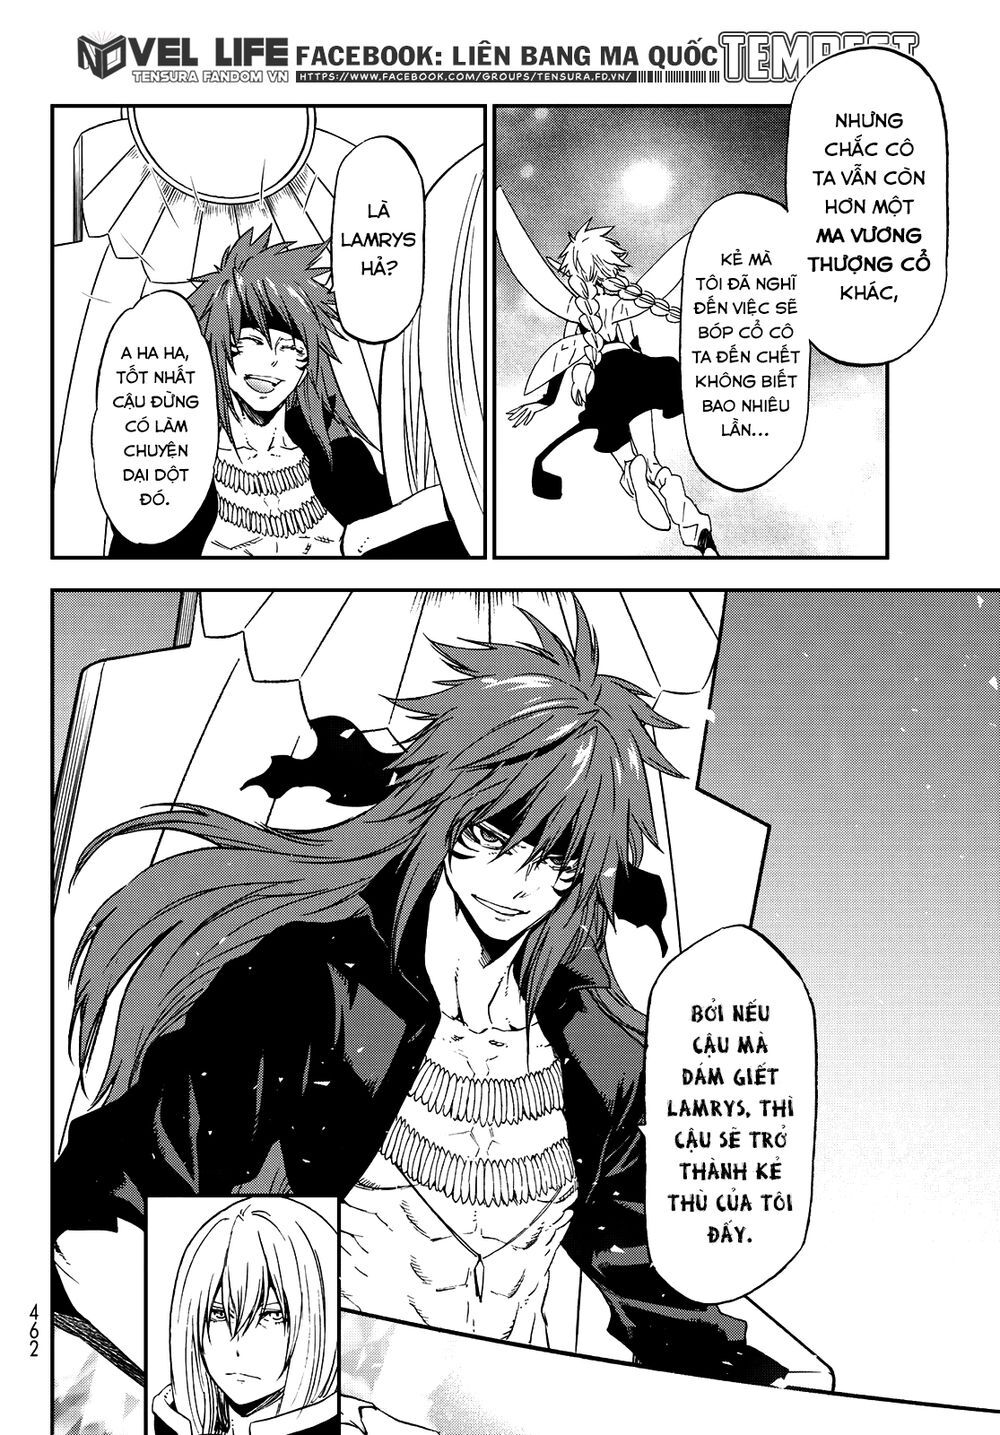 NOVEL LIFE
TENSURA FANDOM VN
FACEBOOK: LIÊN BANG MA QUỐC
HTTPS://WWW.FACEBOOK.COM/GROUPS/TENSURA.FD.VN/
TEMPEST
NHƯNG
CHẮC CÔ
TA VẪN CÒN
HƠN MỘT
MA VƯƠNG
THƯỢNG CỔ
KHÁC,
KẺ MÀ
TÔI ĐÃ NGHĨ
ĐẾN VIỆC SẼ
BÓP CỔ CÔ
TA ĐẾN CHẾT
KHÔNG BIẾT
BAO NHIÊU
LẦN...
LÀ
LAMRYS
HẢ?
A HA HA,
TỐT NHẤT
CẬU ĐỪNG
CÓ LÀM
CHUYỆN
DẠI DỘT
ĐÓ.
BỞI NẾU
CẬU MÀ
DÁM GIẾT
LAMRYS, THÌ
CẬU SẼ TRỞ
THÀNH KẺ
THÙ CỦA TÔI
ĐẤY.
462